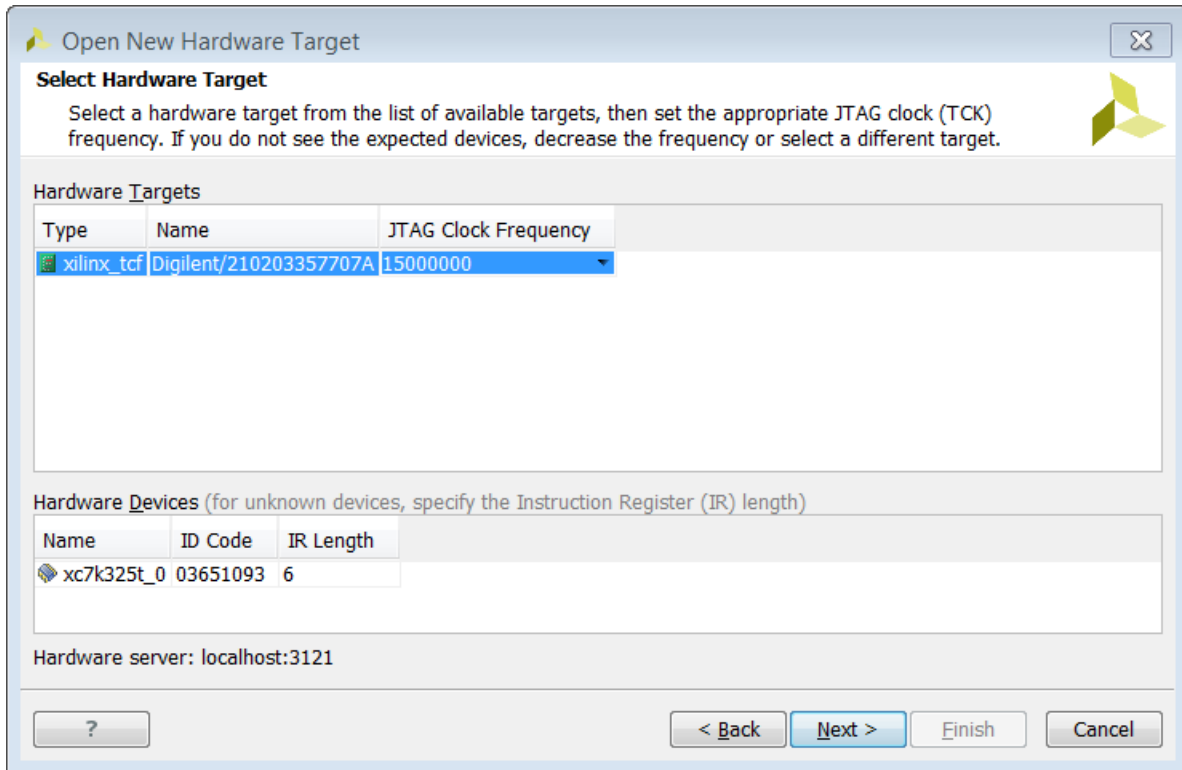 Open New Hardware Target
Select Hardware Target
Select a hardware target from the list of available targets, then set the appropriate JTAG clock (TCK)
frequency. If you do not see the expected devices, decrease the frequency or select a different target.
Hardware Targets
Type Name JTAG Clock Frequency
xilinx_tcf Digilent/210203357707A 15000000
Hardware Devices (for unknown devices, specify the Instruction Register (IR) length)
Name ID Code IR Length
xc7k325t_0 03651093 6
Hardware server: localhost:3121
? < Back Next > Finish Cancel